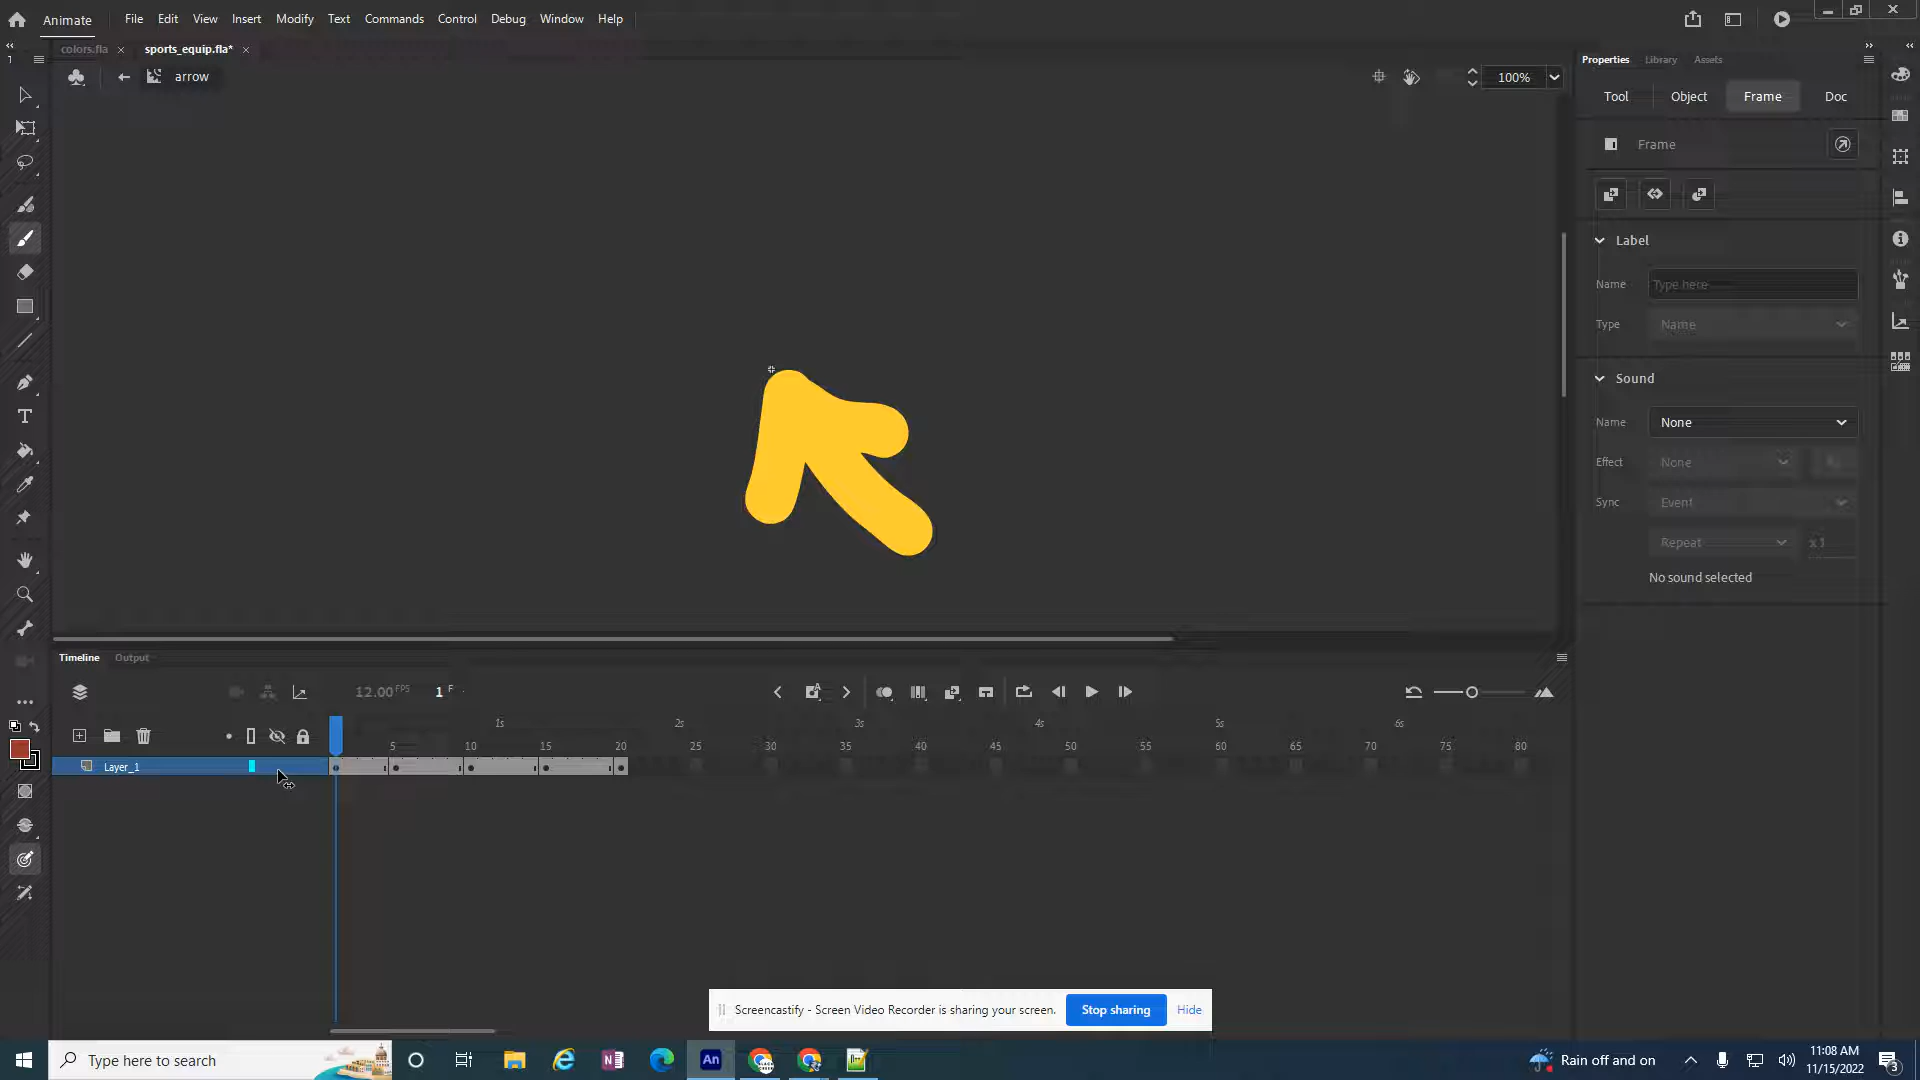 Animate File Edit View Insert Modify Text Commands Control Debug Window Help
colors.fla × sports_equip.fla* ×
1
Properties Library Assets
arrow
100%
Tool Object Frame Doc
Frame
Label
Name Type here
Type Name
Sound
Name None
Effect None
Sync Event
Repeat x 1
No sound selected
Timeline Output
12.00 FPS 1 F
1s 2s 3s 4s 5s 6s
5 10 15 20 25 30 35 40 45 50 55 60 65 70 75 80
Layer_1
Screencastify - Screen Video Recorder is sharing your screen. Stop sharing Hide
Type here to search
An
Rain off and on
11:08 AM
11/15/2022
3